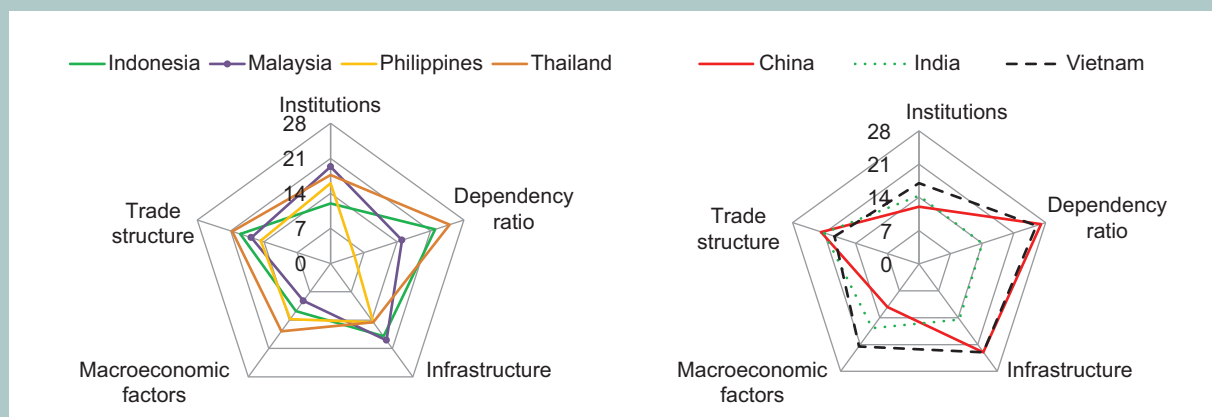 Indonesia Malaysia Philippines Thailand
Institutions
28
21
14
7
0
Dependency
ratio
Trade
structure
Macroeconomic
factors
Infrastructure
China India Vietnam
Institutions
28
21
14
7
0
Dependency
ratio
Trade
structure
Macroeconomic
factors
Infrastructure